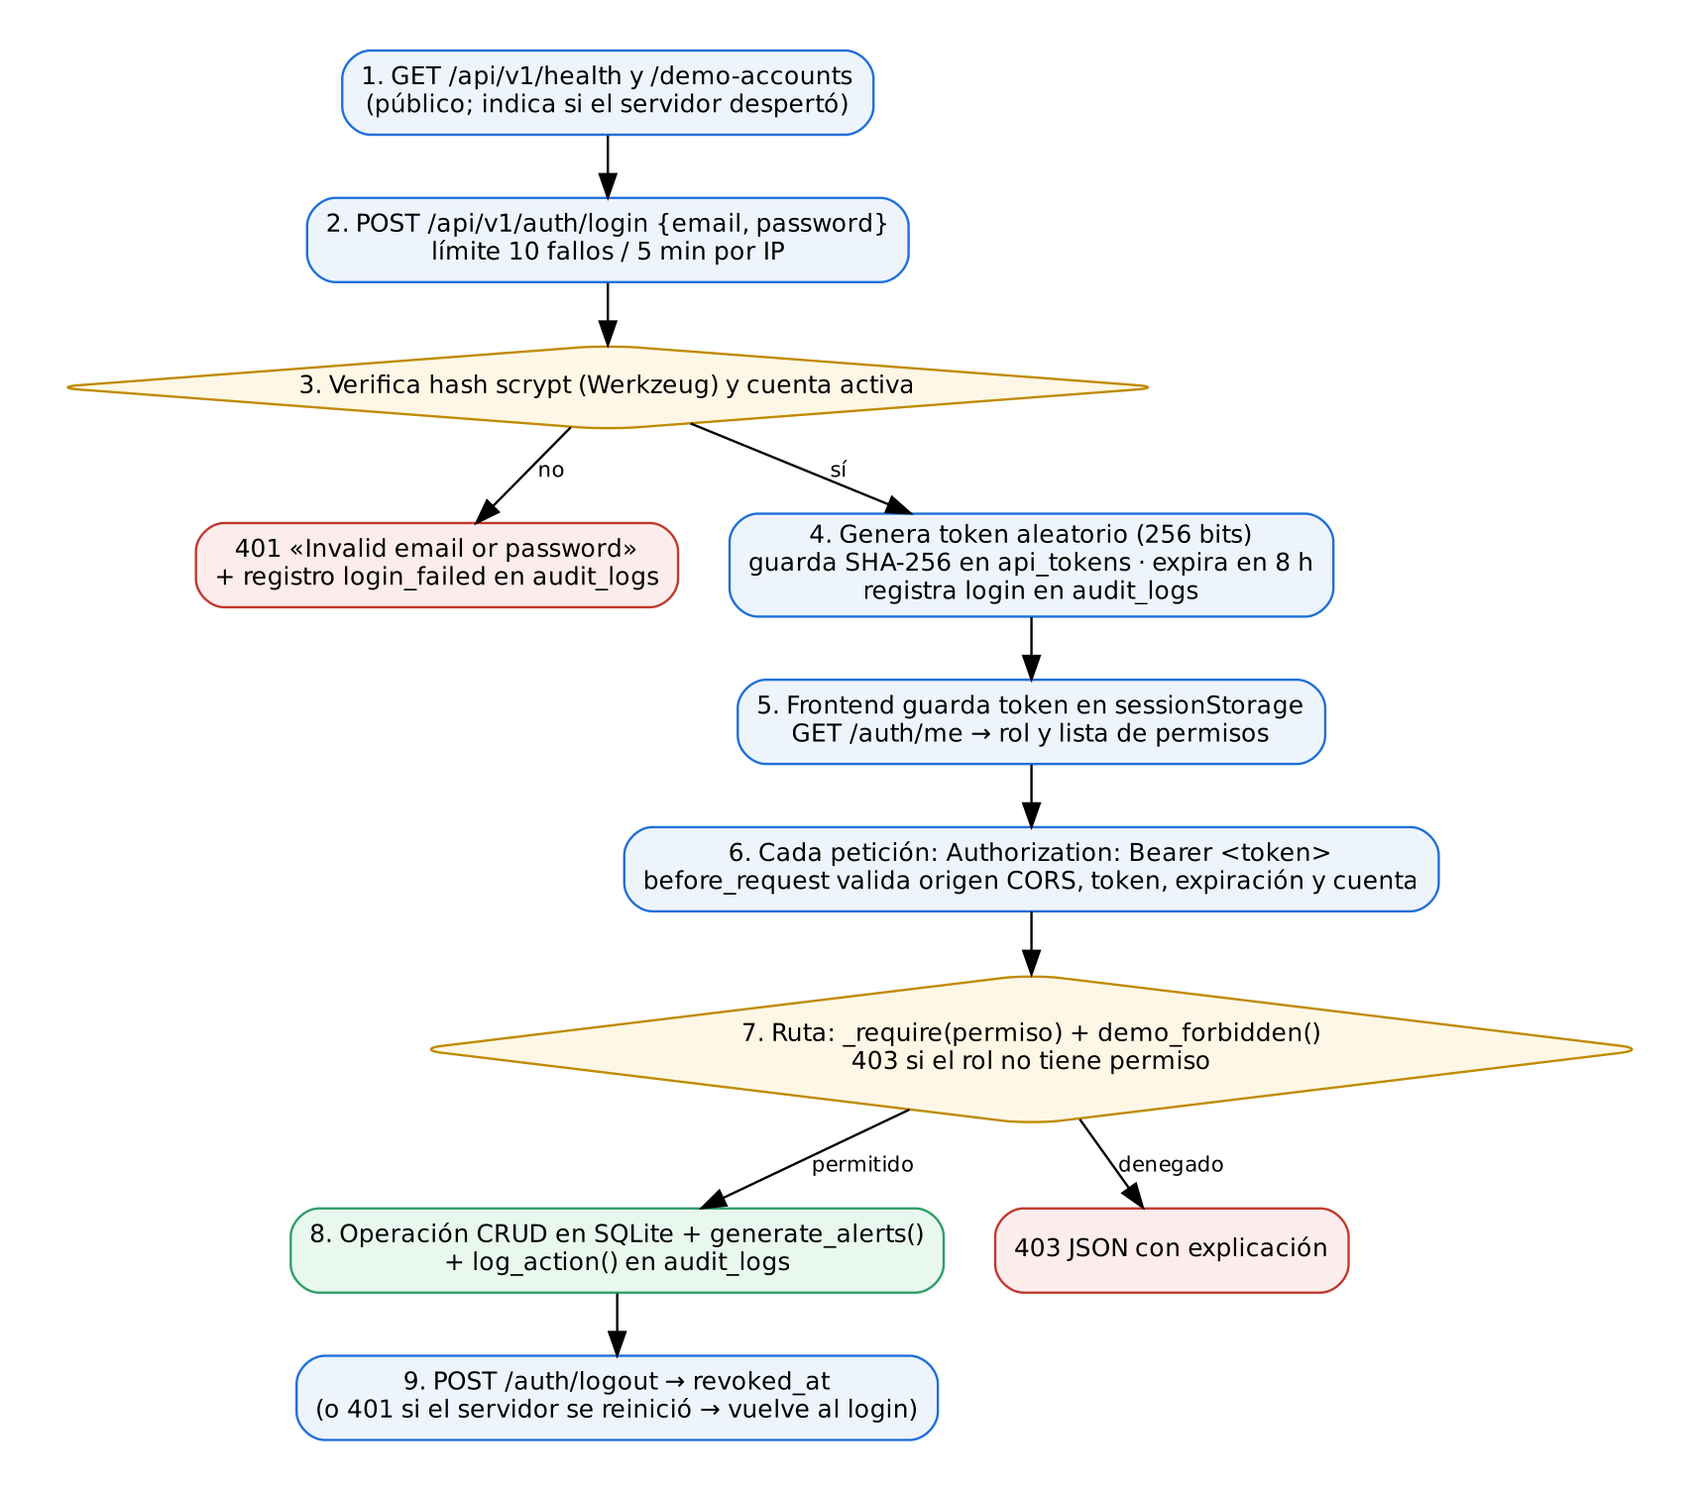 1. GET /api/v1/health y /demo-accounts
(público; indica si el servidor despertó)
2. POST /api/v1/auth/login {email, password}
límite 10 fallos / 5 min por IP
3. Verifica hash scrypt (Werkzeug) y cuenta activa
no
sí
401 «Invalid email or password»
+ registro login_failed en audit_logs
4. Genera token aleatorio (256 bits)
guarda SHA-256 en api_tokens · expira en 8 h
registra login en audit_logs
5. Frontend guarda token en sessionStorage
GET /auth/me → rol y lista de permisos
6. Cada petición: Authorization: Bearer <token>
before_request valida origen CORS, token, expiración y cuenta
7. Ruta: _require(permiso) + demo_forbidden()
403 si el rol no tiene permiso
permitido
denegado
8. Operación CRUD en SQLite + generate_alerts()
+ log_action() en audit_logs
403 JSON con explicación
9. POST /auth/logout → revoked_at
(o 401 si el servidor se reinició → vuelve al login)